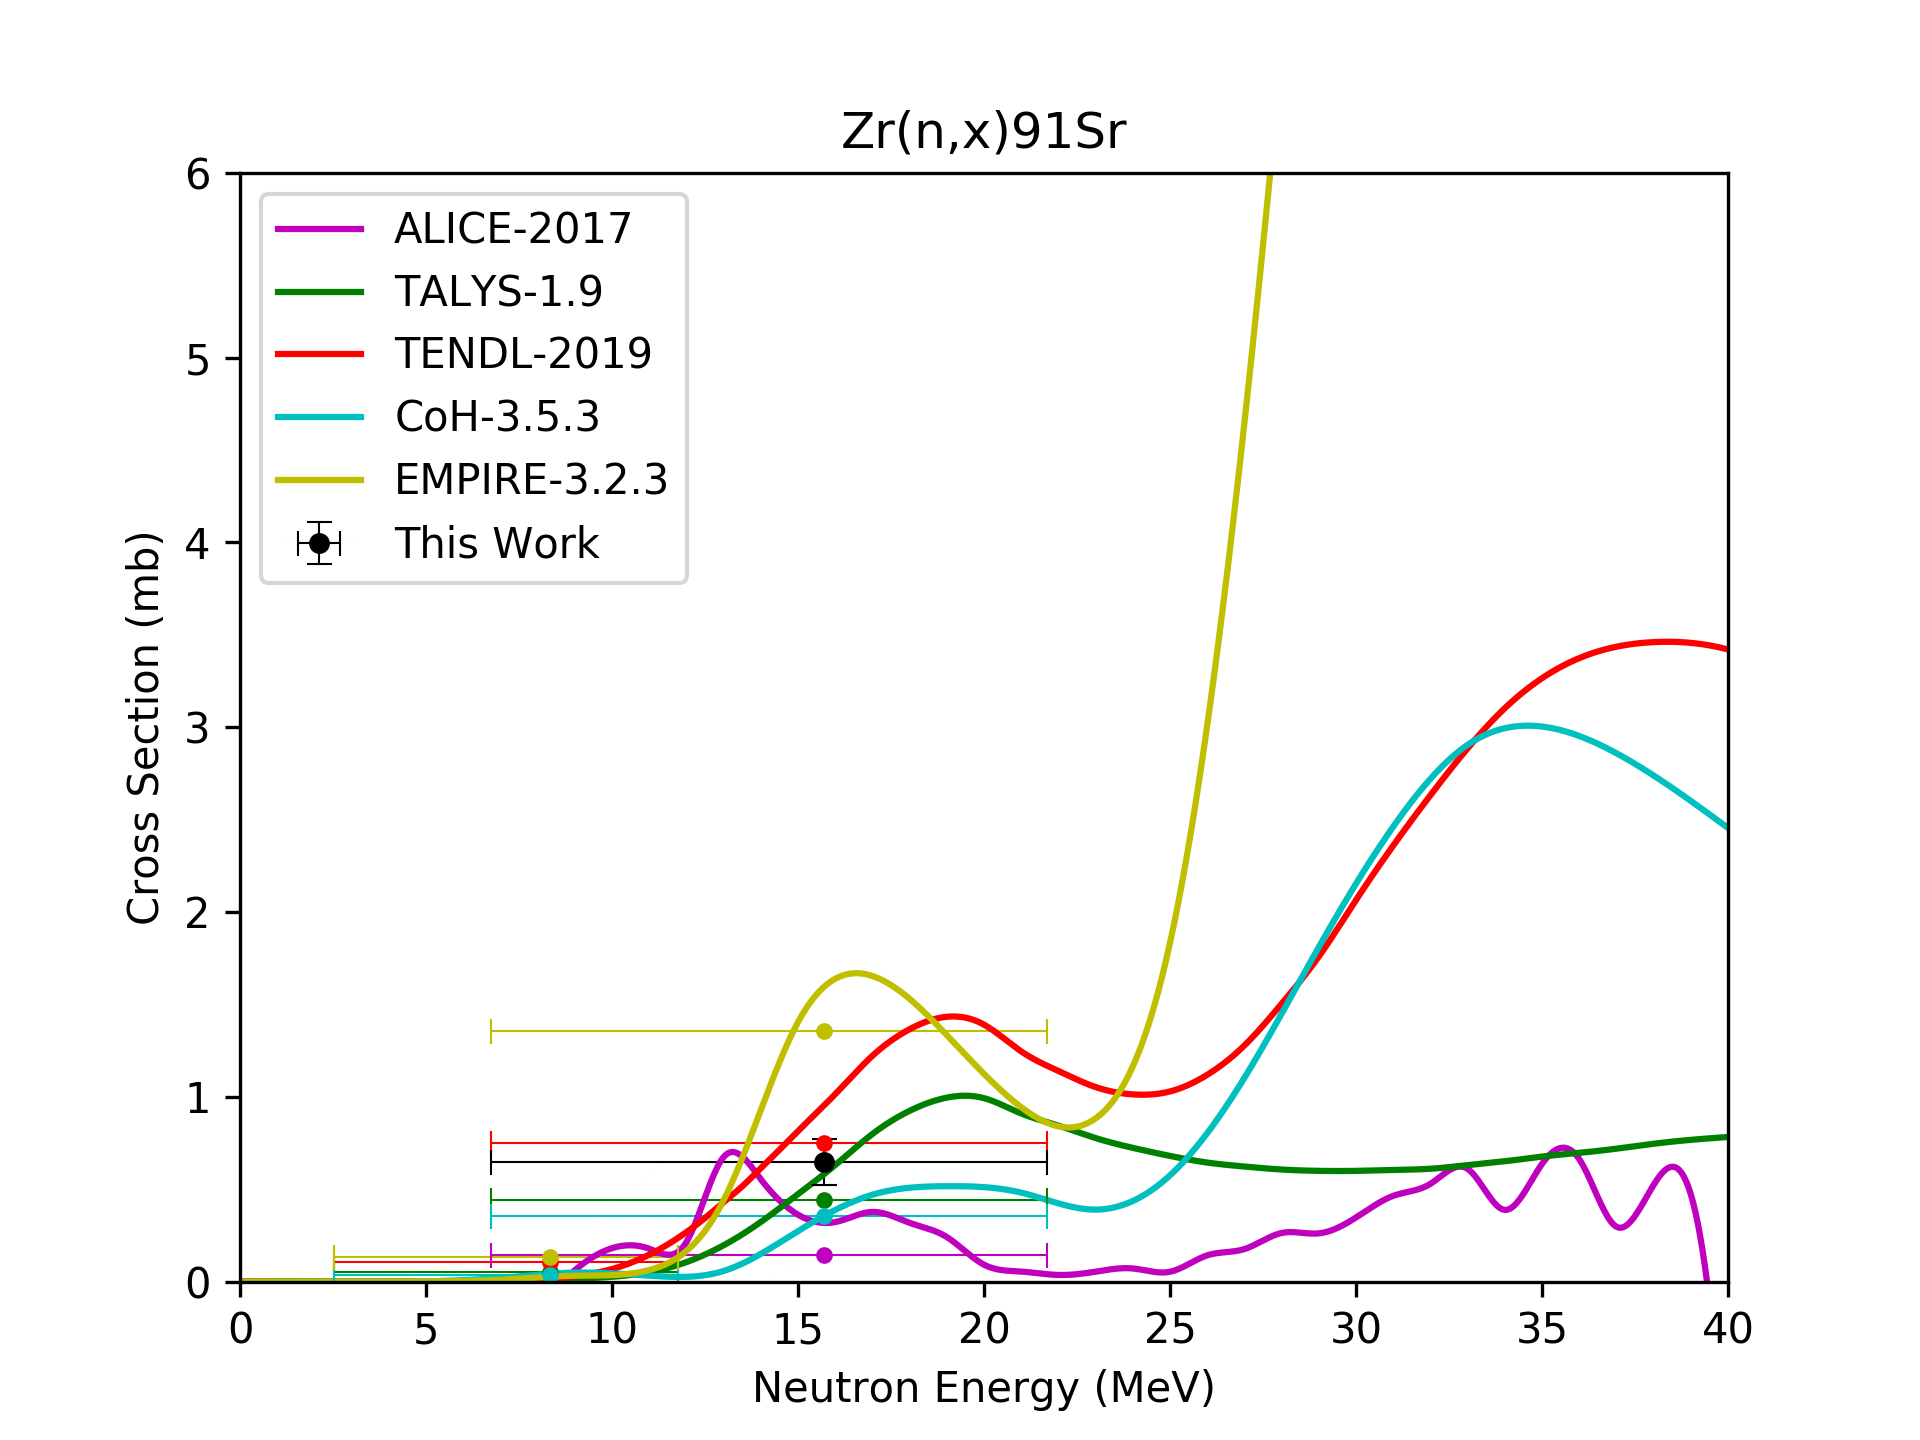 Zr(n,x)91Sr
6
5
4
3
2
1
0
Cross Section (mb)
ALICE-2017
TALYS-1.9
TENDL-2019
CoH-3.5.3
EMPIRE-3.2.3
This Work
0 5 10 15 20 25 30 35 40
Neutron Energy (MeV)